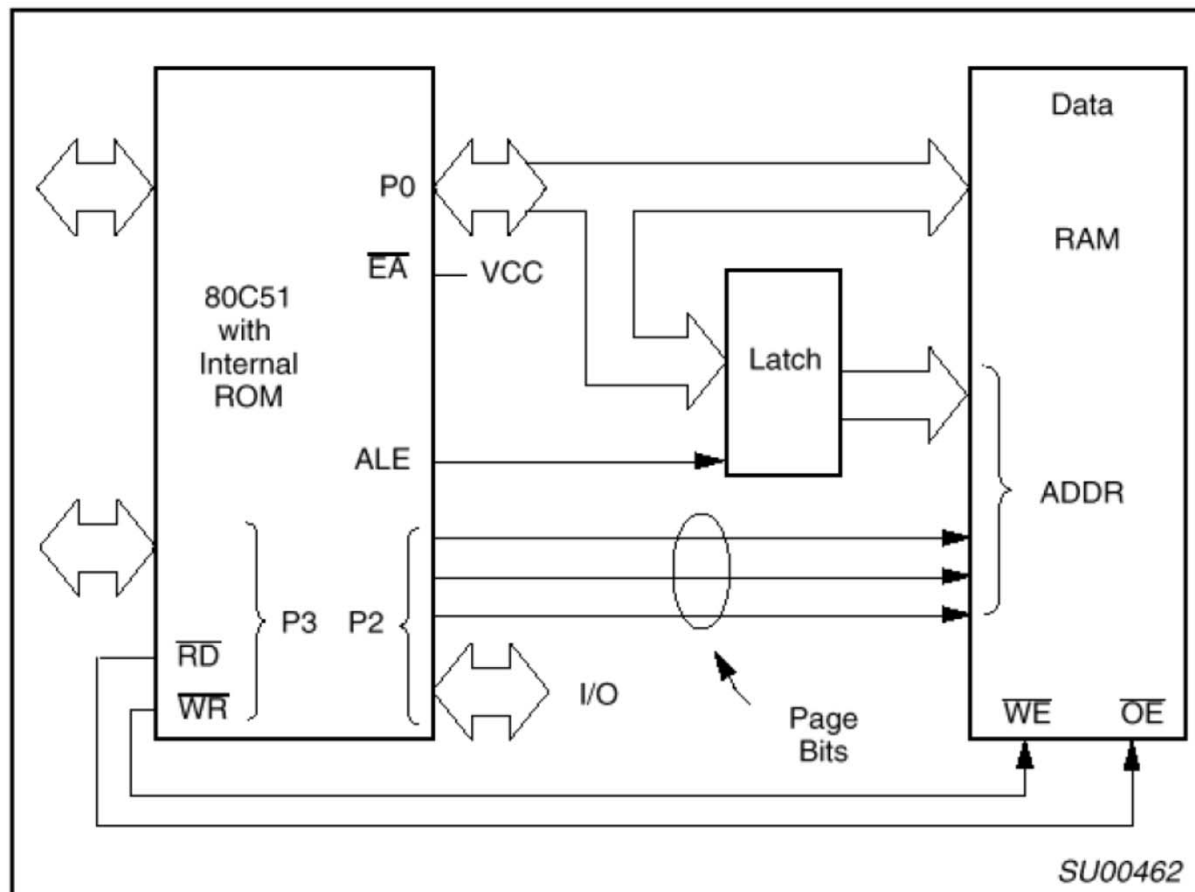 Data
P0
RAM
EA
VCC
80C51
with
Internal
ROM
Latch
ALE
ADDR
P3
P2
RD
I/O
WR
Page
Bits
WE
OE
SU00462